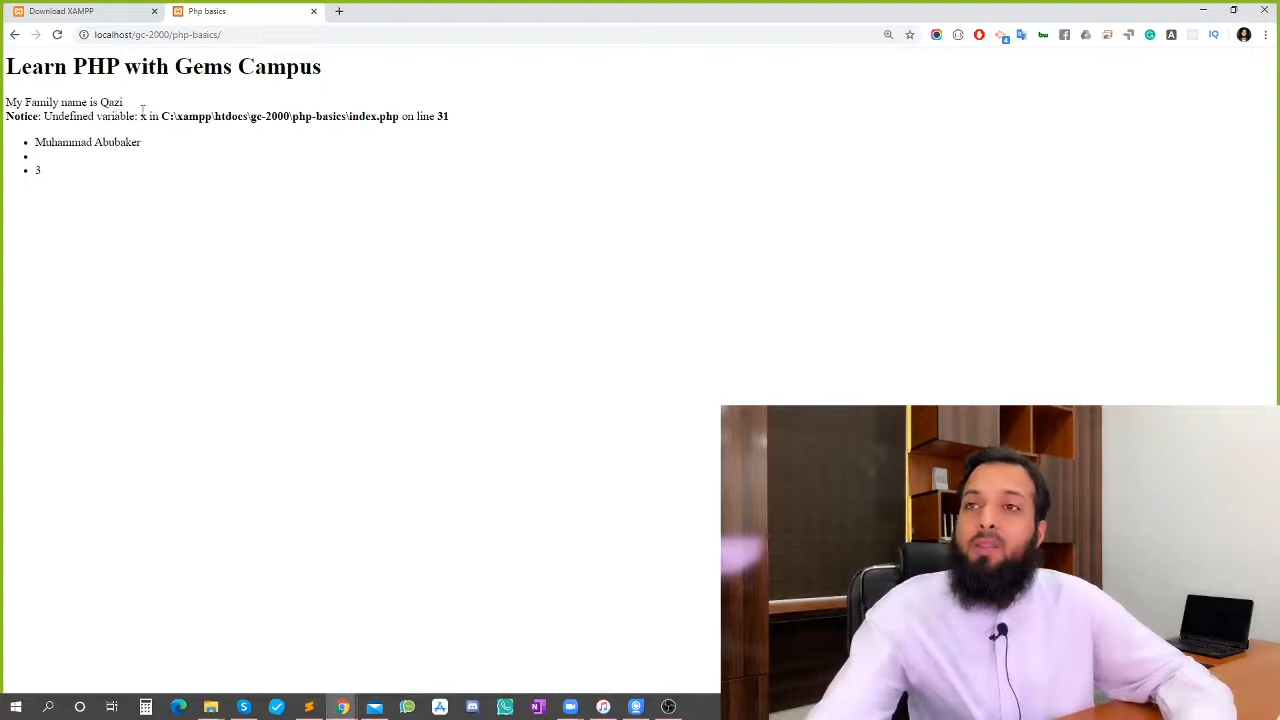 Download XAMPP
Php basics
localhost/gc-2000/php-basics/
Learn PHP with Gems Campus
My Family name is Qazi
Notice: Undefined variable: x in C:\xampp\htdocs\gc-2000\php-basics\index.php on line 31
Muhammad Abubaker
3